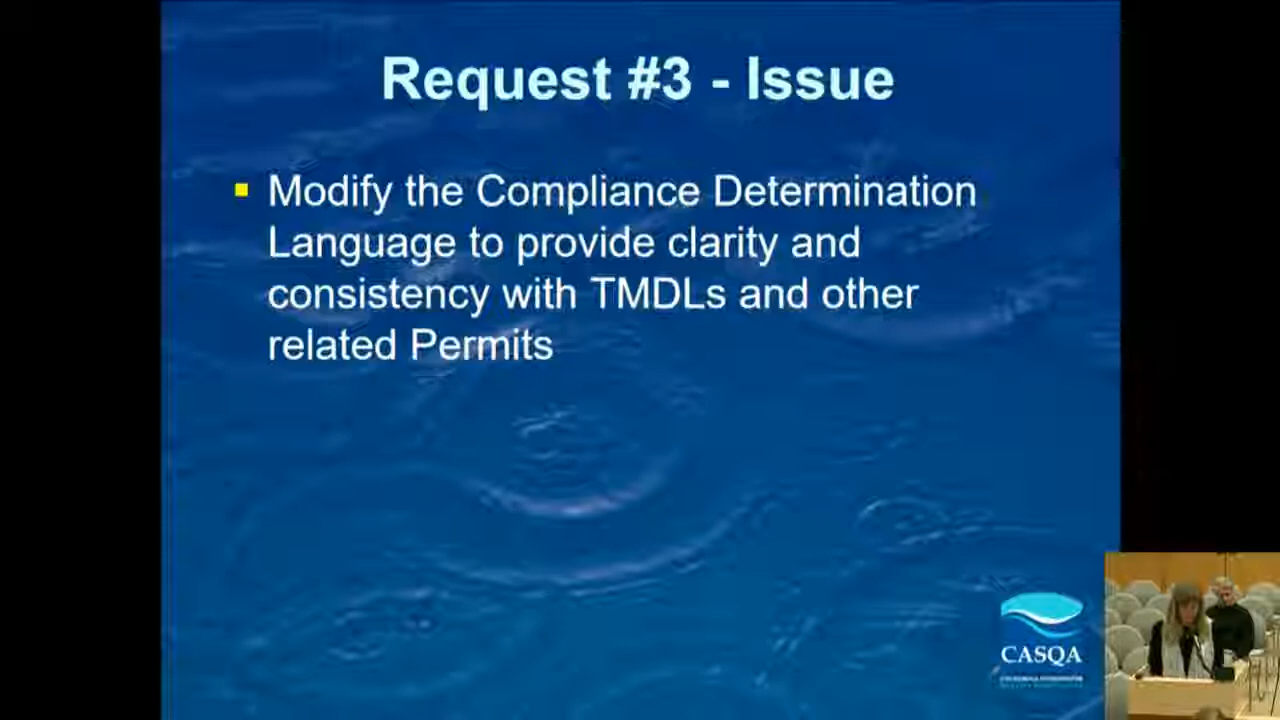 Request #3 - Issue
Modify the Compliance Determination
Language to provide clarity and
consistency with TMDLs and other
related Permits
CASQA